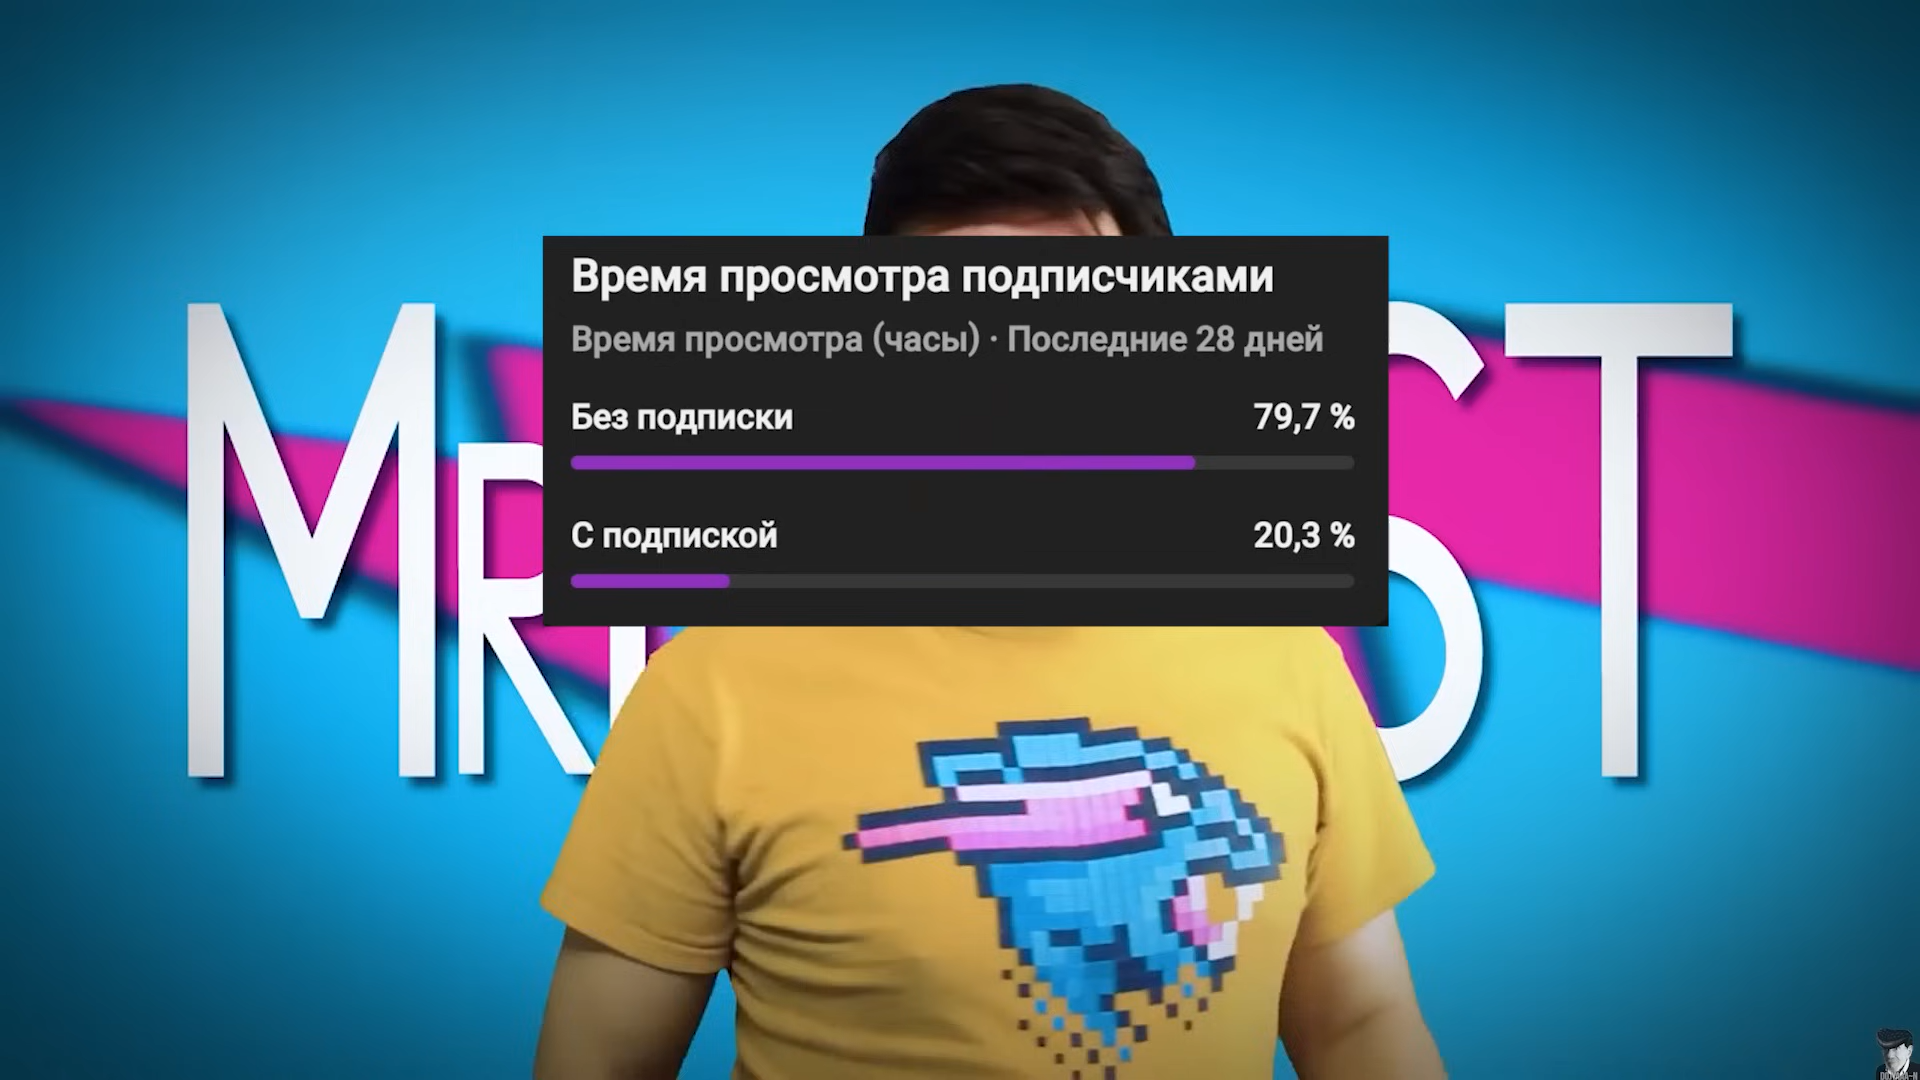 Время просмотра подписчиками
Время просмотра (часы) · Последние 28 дней
Без подписки 79,7 %
С подпиской 20,3 %